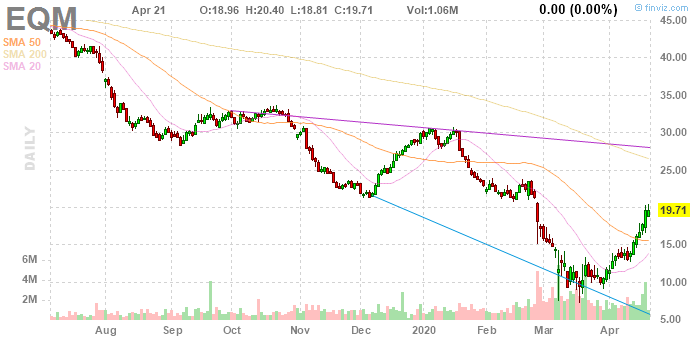 © finviz.com
EQM
Apr 21 O:18.96 H:20.40 L:18.81 C:19.71 Vol:1.06M 0.00 (0.00%)
SMA 50
SMA 200
SMA 20
DAILY
40.00
35.00
30.00
25.00
19.71
15.00
10.00
5.00
6M
4M
2M
Aug Sep Oct Nov Dec 2020 Feb Mar Apr